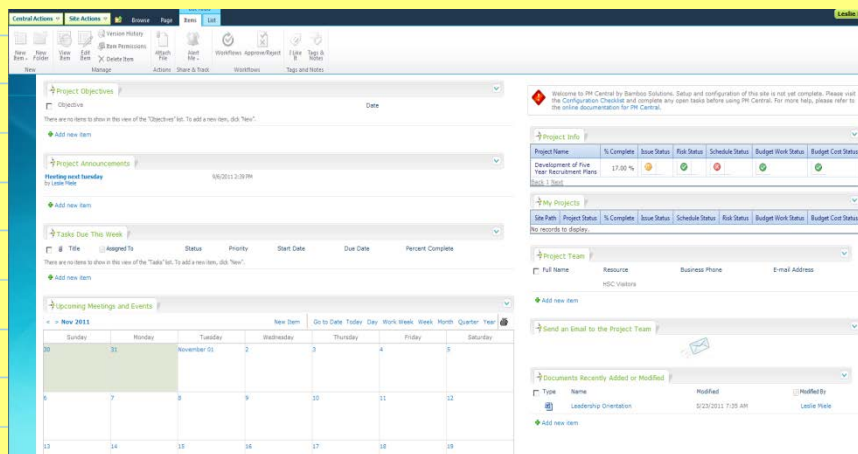 Central Actions Site Actions Browse Page Items List Leslie
New Item New Folder View Item Edit Item Version History Item Permissions Delete Item Attach File Alert Me Workflows Approve/Reject I Like It Tags & Notes
New Manage Actions Share & Track Workflows Tags and Notes
Project Objectives
Objective Date
There are no items to show in this view of the "Objectives" list. To add a new item, click "New".
Add new item
Project Announcements
Meeting next tuesday
by Leslie Miele
Add new item
Tasks Due This Week
Title Assigned To Status Priority Start Date Due Date Percent Complete
There are no items to show in this view of the "Tasks" list. To add a new item, click "New".
Add new item
Upcoming Meetings and Events
Nov 2011 New Item Go to Date Today Day Work Week Week Month Quarter Year
Sunday Monday Tuesday Wednesday Thursday Friday Saturday
30 31 November 01 2 3 4 5
6 7 8 9 10 11 12
13 14 15 16 17 18 19
Welcome to PM Central by Bamboo Solutions. Setup and configuration of this site is not yet complete. Please visit
the Configuration Checklist and complete any open tasks before using PM Central. For more help, please refer to
the online documentation for PM Central.
Project Info
Project Name % Complete Issue Status Risk Status Schedule Status Budget Work Status Budget Cost Status
Development of Five
Year Recruitment Plans 17.00 %
Back | Next
My Projects
Site Path Project Status % Complete Issue Status Schedule Status Risk Status Budget Work Status Budget Cost Status
No records to display.
Project Team
Full Name Resource Business Phone E-mail Address
HSC Visitors
Add new item
Send an Email to the Project Team
Documents Recently Added or Modified
Type Name Modified Modified By
Leadership Orientation 5/23/2011 7:35 AM Leslie Miele
Add new item